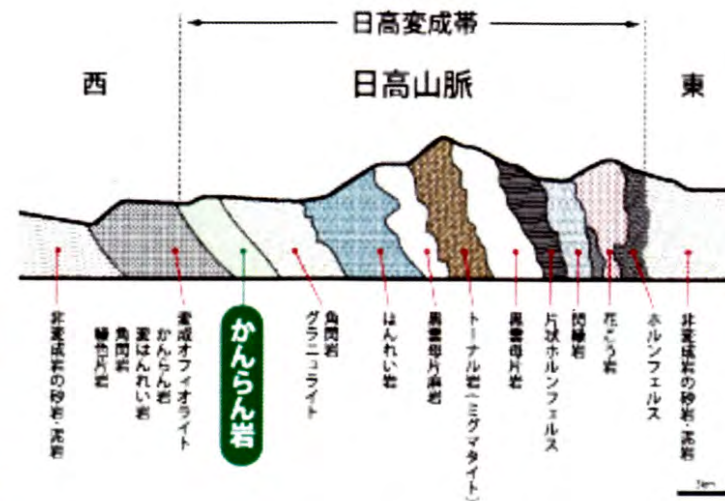 日高変成帯
西
日高山脈
東
非変成岩の砂岩・泥岩
緑色片岩
角閃岩
変はんれい岩
かんらん岩
変成オフィオライト
かんらん岩
グラニュライト
角閃岩
はんれい岩
黒雲母片麻岩
トーナル岩(ミグマタイト)
黒雲母片岩
片状ホルンフェルス
閃緑岩
花こう岩
ホルンフェルス
非変成岩の砂岩・泥岩